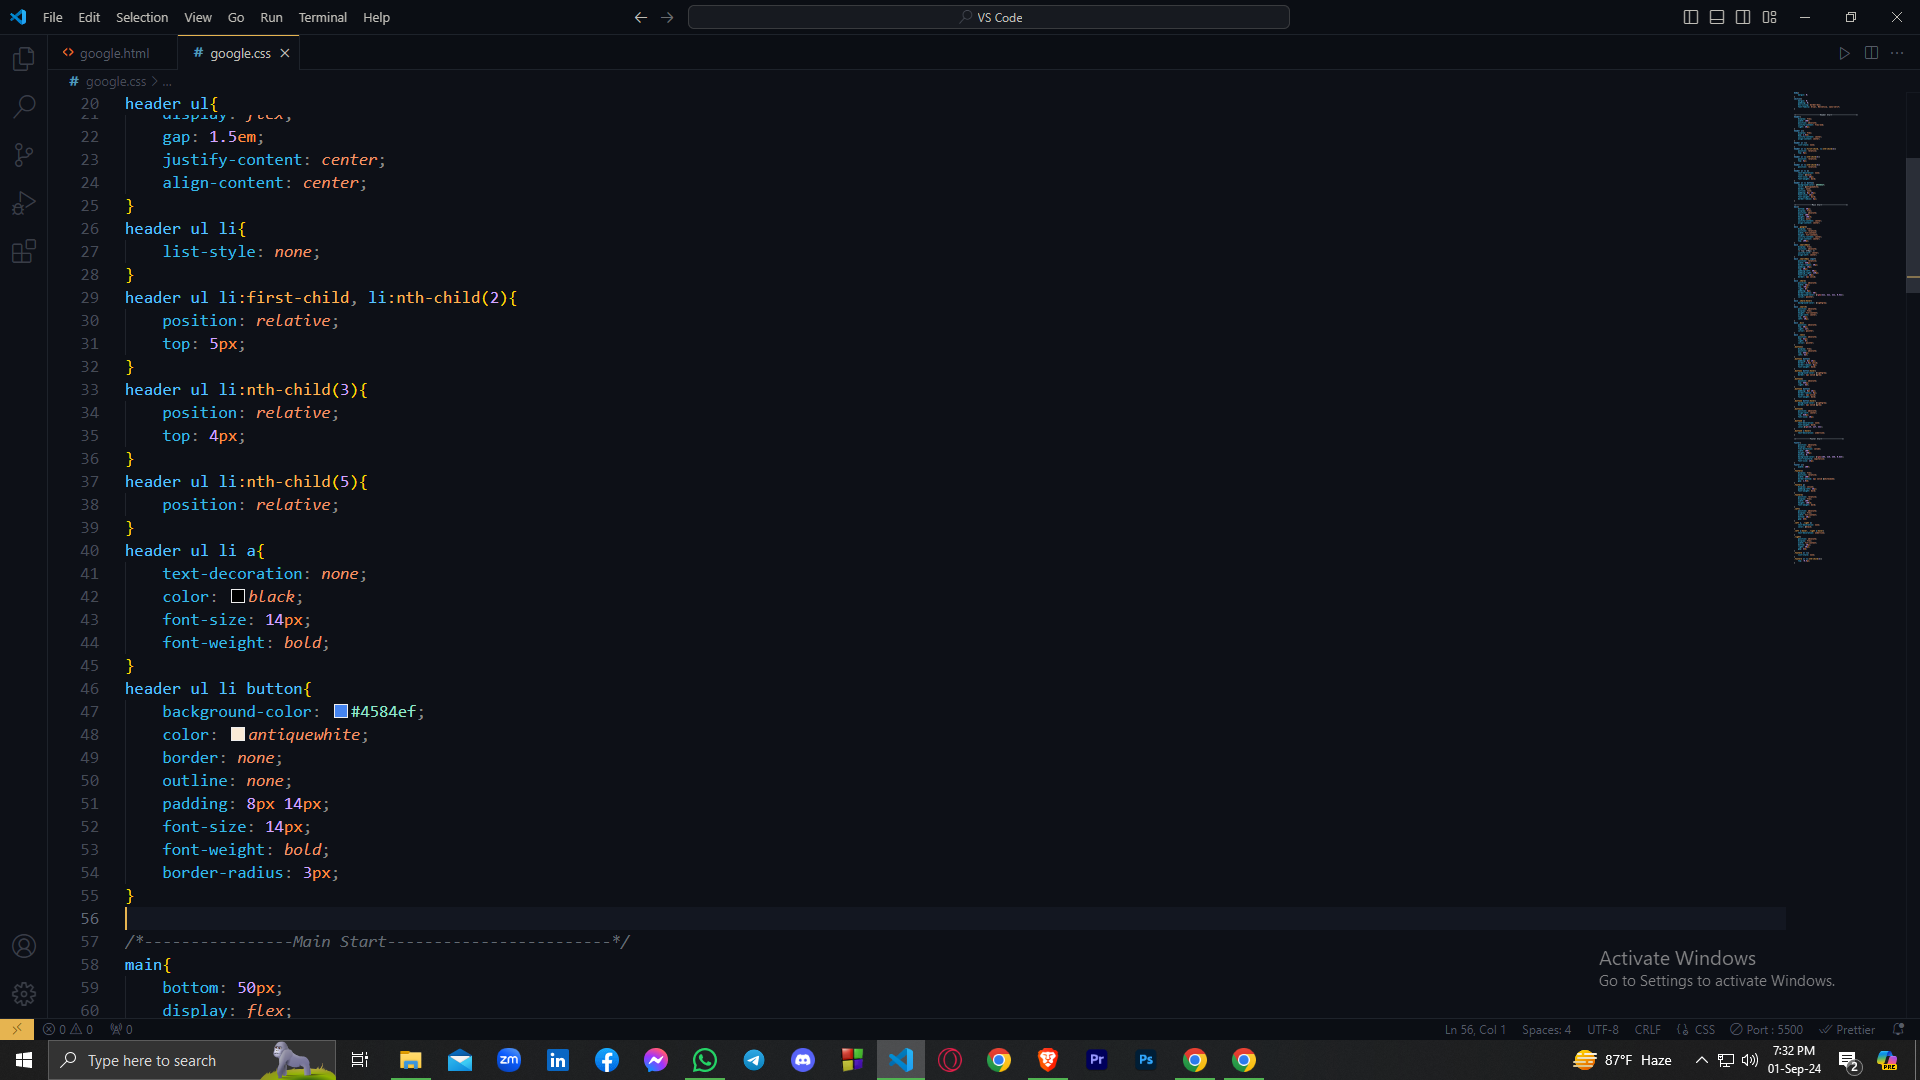 File Edit Selection View Go Run Terminal Help
VS Code
google.html
# google.css
# google.css > ...
20 header ul{
21 display: flex;
22 gap: 1.5em;
23 justify-content: center;
24 align-content: center;
25 }
26 header ul li{
27 list-style: none;
28 }
29 header ul li:first-child, li:nth-child(2){
30 position: relative;
31 top: 5px;
32 }
33 header ul li:nth-child(3){
34 position: relative;
35 top: 4px;
36 }
37 header ul li:nth-child(5){
38 position: relative;
39 }
40 header ul li a{
41 text-decoration: none;
42 color: black;
43 font-size: 14px;
44 font-weight: bold;
45 }
46 header ul li button{
47 background-color: #4584ef;
48 color: antiquewhite;
49 border: none;
50 outline: none;
51 padding: 8px 14px;
52 font-size: 14px;
53 font-weight: bold;
54 border-radius: 3px;
55 }
56
57 /*----------------Main Start------------------------*/
58 main{
59 bottom: 50px;
60 display: flex;
Activate Windows
Go to Settings to activate Windows.
0 0 0 Ln 56, Col 1 Spaces: 4 UTF-8 CRLF {} CSS Port : 5500 Prettier
Type here to search
zm
in
Pr
Ps
87°F Haze
7:32 PM
01-Sep-24
2
PRE